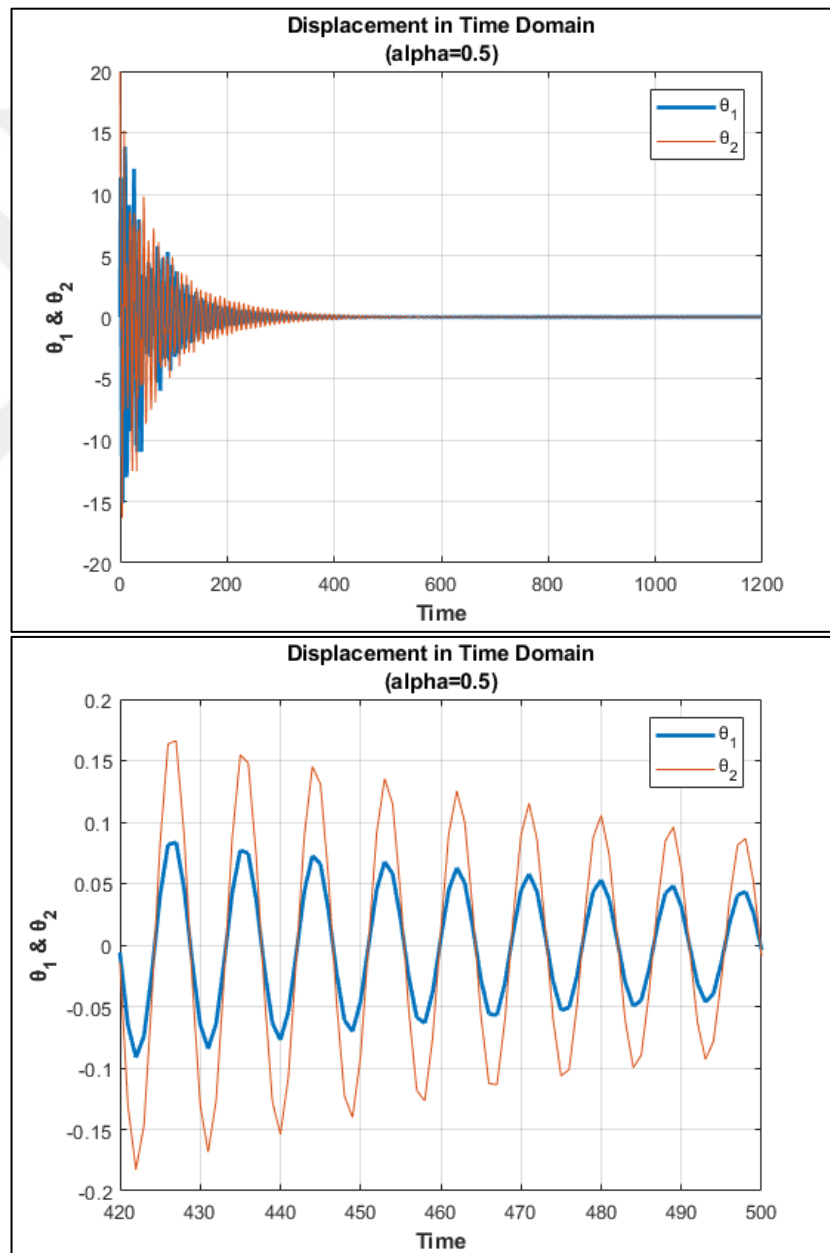 Displacement in Time Domain
(alpha=0.5)
θ₁ & θ₂
20
15
10
5
0
-5
-10
-15
-20
θ₁
θ₂
0 200 400 600 800 1000 1200
Time
Displacement in Time Domain
(alpha=0.5)
θ₁ & θ₂
0.2
0.15
0.1
0.05
0
-0.05
-0.1
-0.15
-0.2
θ₁
θ₂
420 430 440 450 460 470 480 490 500
Time